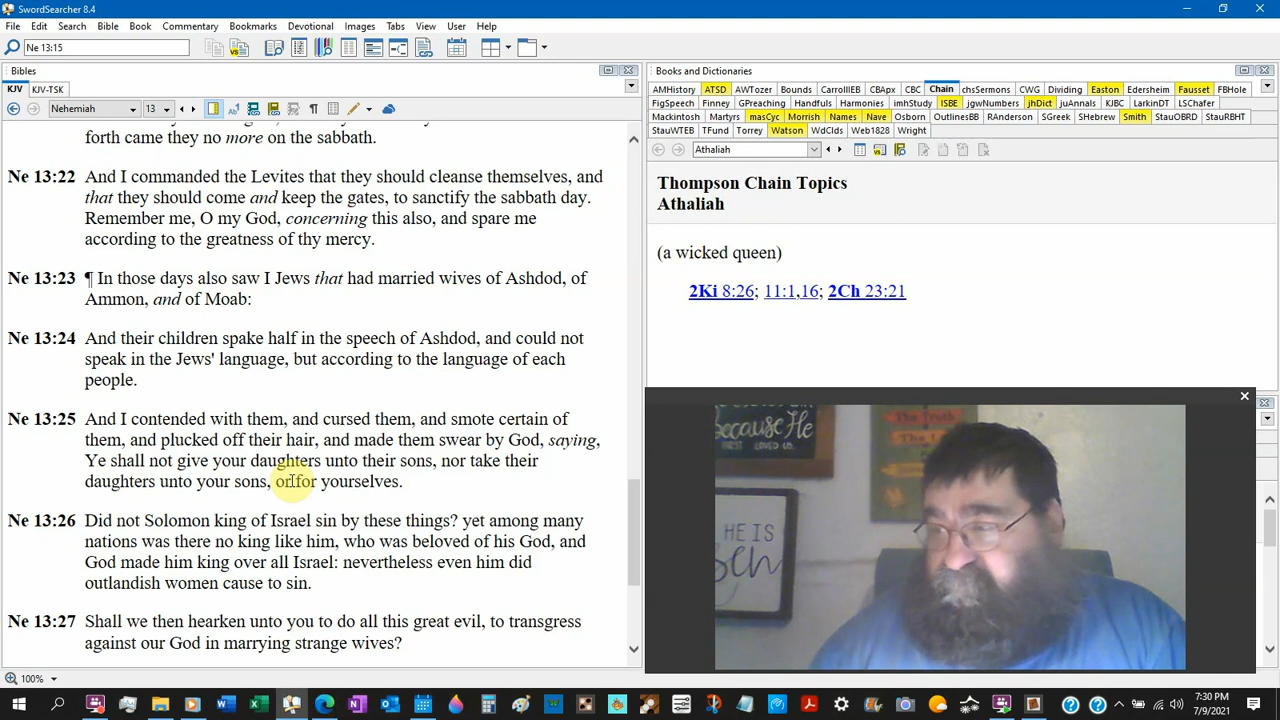 SwordSearcher 8.4
File Edit Search Bible Book Commentary Bookmarks Devotional Images Tabs View User Help
Ne 13:15
Bibles
KJV KJV-TSK
Nehemiah 13
forth came they no more on the sabbath.
Ne 13:22 And I commanded the Levites that they should cleanse themselves, and
that they should come and keep the gates, to sanctify the sabbath day.
Remember me, O my God, concerning this also, and spare me
according to the greatness of thy mercy.
Ne 13:23 ¶ In those days also saw I Jews that had married wives of Ashdod, of
Ammon, and of Moab:
Ne 13:24 And their children spake half in the speech of Ashdod, and could not
speak in the Jews' language, but according to the language of each
people.
Ne 13:25 And I contended with them, and cursed them, and smote certain of
them, and plucked off their hair, and made them swear by God, saying,
Ye shall not give your daughters unto their sons, nor take their
daughters unto your sons, or for yourselves.
Ne 13:26 Did not Solomon king of Israel sin by these things? yet among many
nations was there no king like him, who was beloved of his God, and
God made him king over all Israel: nevertheless even him did
outlandish women cause to sin.
Ne 13:27 Shall we then hearken unto you to do all this great evil, to transgress
against our God in marrying strange wives?
100%
Books and Dictionaries
AMHistory ATSD AWTozer Bounds CarrollIEB CBApx CBC Chain chsSermons CWG Dividing Easton Edersheim Fausset FBHole
FigSpeech Finney GPreaching Handfuls Harmonies imhStudy ISBE jgwNumbers jhDict juAnnals KJBC LarkinDT LSChafer
Mackintosh Martyrs masCyc Morrish Names Nave Osborn OutlinesBB RAnderson SGreek SHebrew Smith StauOBRD StauRBHT
StauWTEB TFund Torrey Watson WdClds Web1828 Wright
Athaliah
Thompson Chain Topics
Athaliah
(a wicked queen)
2Ki 8:26; 11:1,16; 2Ch 23:21
because He
FIRST LOVED US.
The Truth
HE IS
7:30 PM
7/9/2021